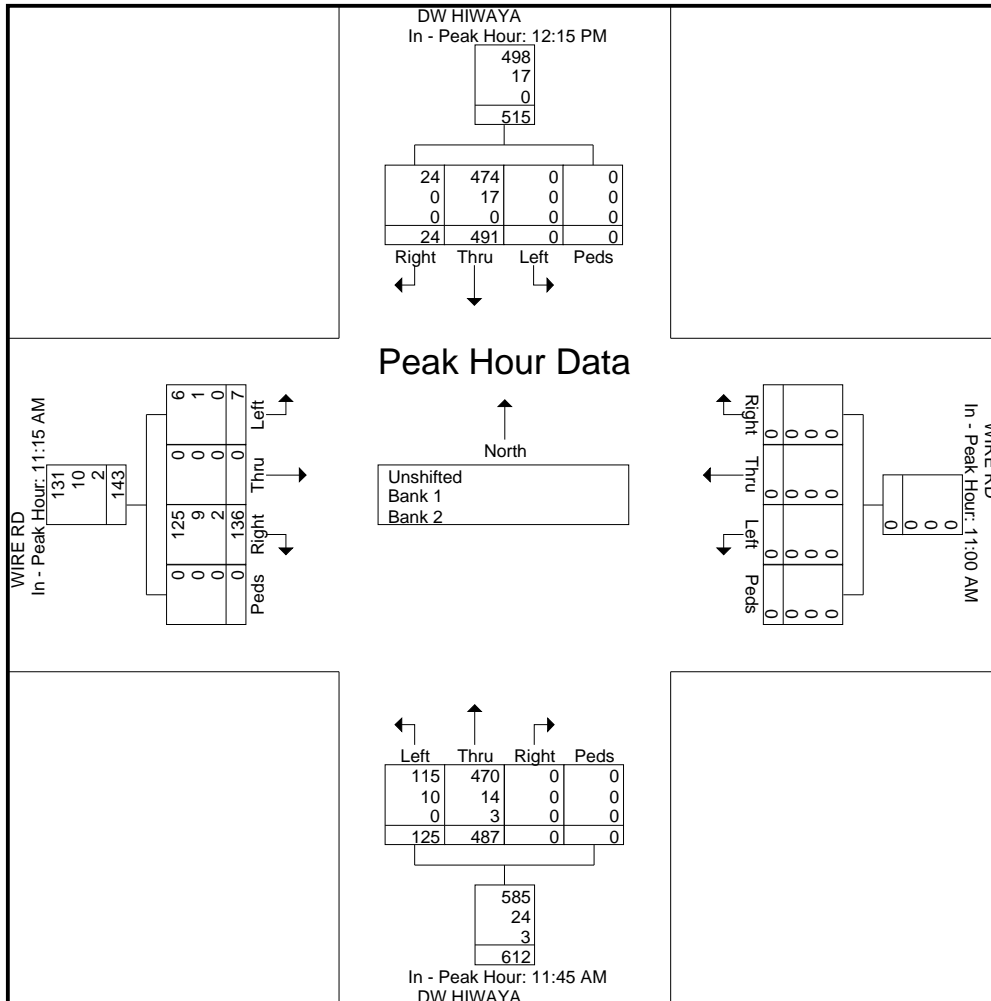 DW HIWAYA
In - Peak Hour: 12:15 PM
498
17
0
515
24 474 0 0
0 17 0 0
0 0 0 0
24 491 0 0
Right Thru Left Peds
Peak Hour Data
North
Unshifted
Bank 1
Bank 2
WIRE RD
In - Peak Hour: 11:15 AM
131
10
2
143
6 1 0 7
Left
0 0 0 0
Thru
125 9 2 136
Right
0 0 0 0
Peds
Right
0 0 0 0
Thru
0 0 0 0
Left
0 0 0 0
Peds
0 0 0 0
0 0 0 0
WIRE RD
In - Peak Hour: 11:00 AM
Left Thru Right Peds
115 470 0 0
10 14 0 0
0 3 0 0
125 487 0 0
585
24
3
612
In - Peak Hour: 11:45 AM
DW HIWAYA